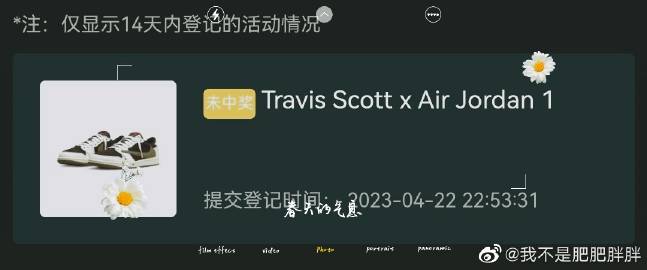 *注：仅显示14天内登记的活动情况
未中奖 Travis Scott x Air Jordan 1
提交登记时间： 2023-04-22 22:53:31
春天的气息
film effects video Photo portrait panoramic
@我不是肥肥胖胖